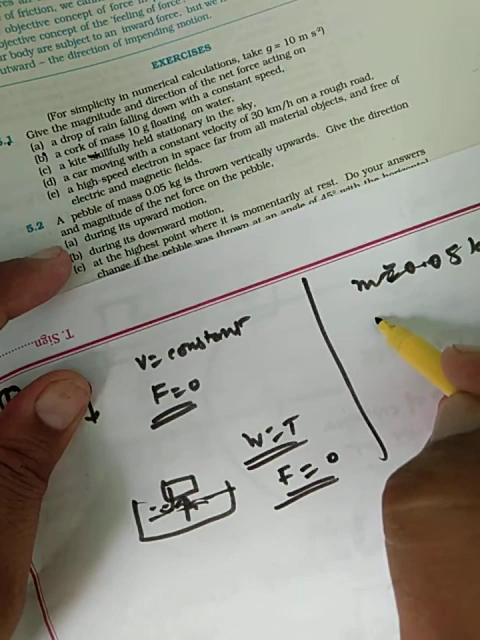 of friction, we cann
objective concept of force in
bjective concept of the 'feeling of force'.
ur body are subject to an inward force, but we
utward – the direction of impending motion.
EXERCISES
(For simplicity in numerical calculations, take g = 10 m s²)
5.1 Give the magnitude and direction of the net force acting on
(a) a drop of rain falling down with a constant speed,
(b) a cork of mass 10 g floating on water,
(c) a kite skillfully held stationary in the sky,
(d) a car moving with a constant velocity of 30 km/h on a rough road,
(e) a high-speed electron in space far from all material objects, and free of
electric and magnetic fields.
5.2 A pebble of mass 0.05 kg is thrown vertically upwards. Give the direction
and magnitude of the net force on the pebble,
(a) during its upward motion,
(b) during its downward motion,
(c) at the highest point where it is momentarily at rest. Do your answers
change if the pebble was thrown at an angle of 45° with the horizontal
T. Sign..........
v = constant
F = 0
W = T
F = 0
m = 0.05 k